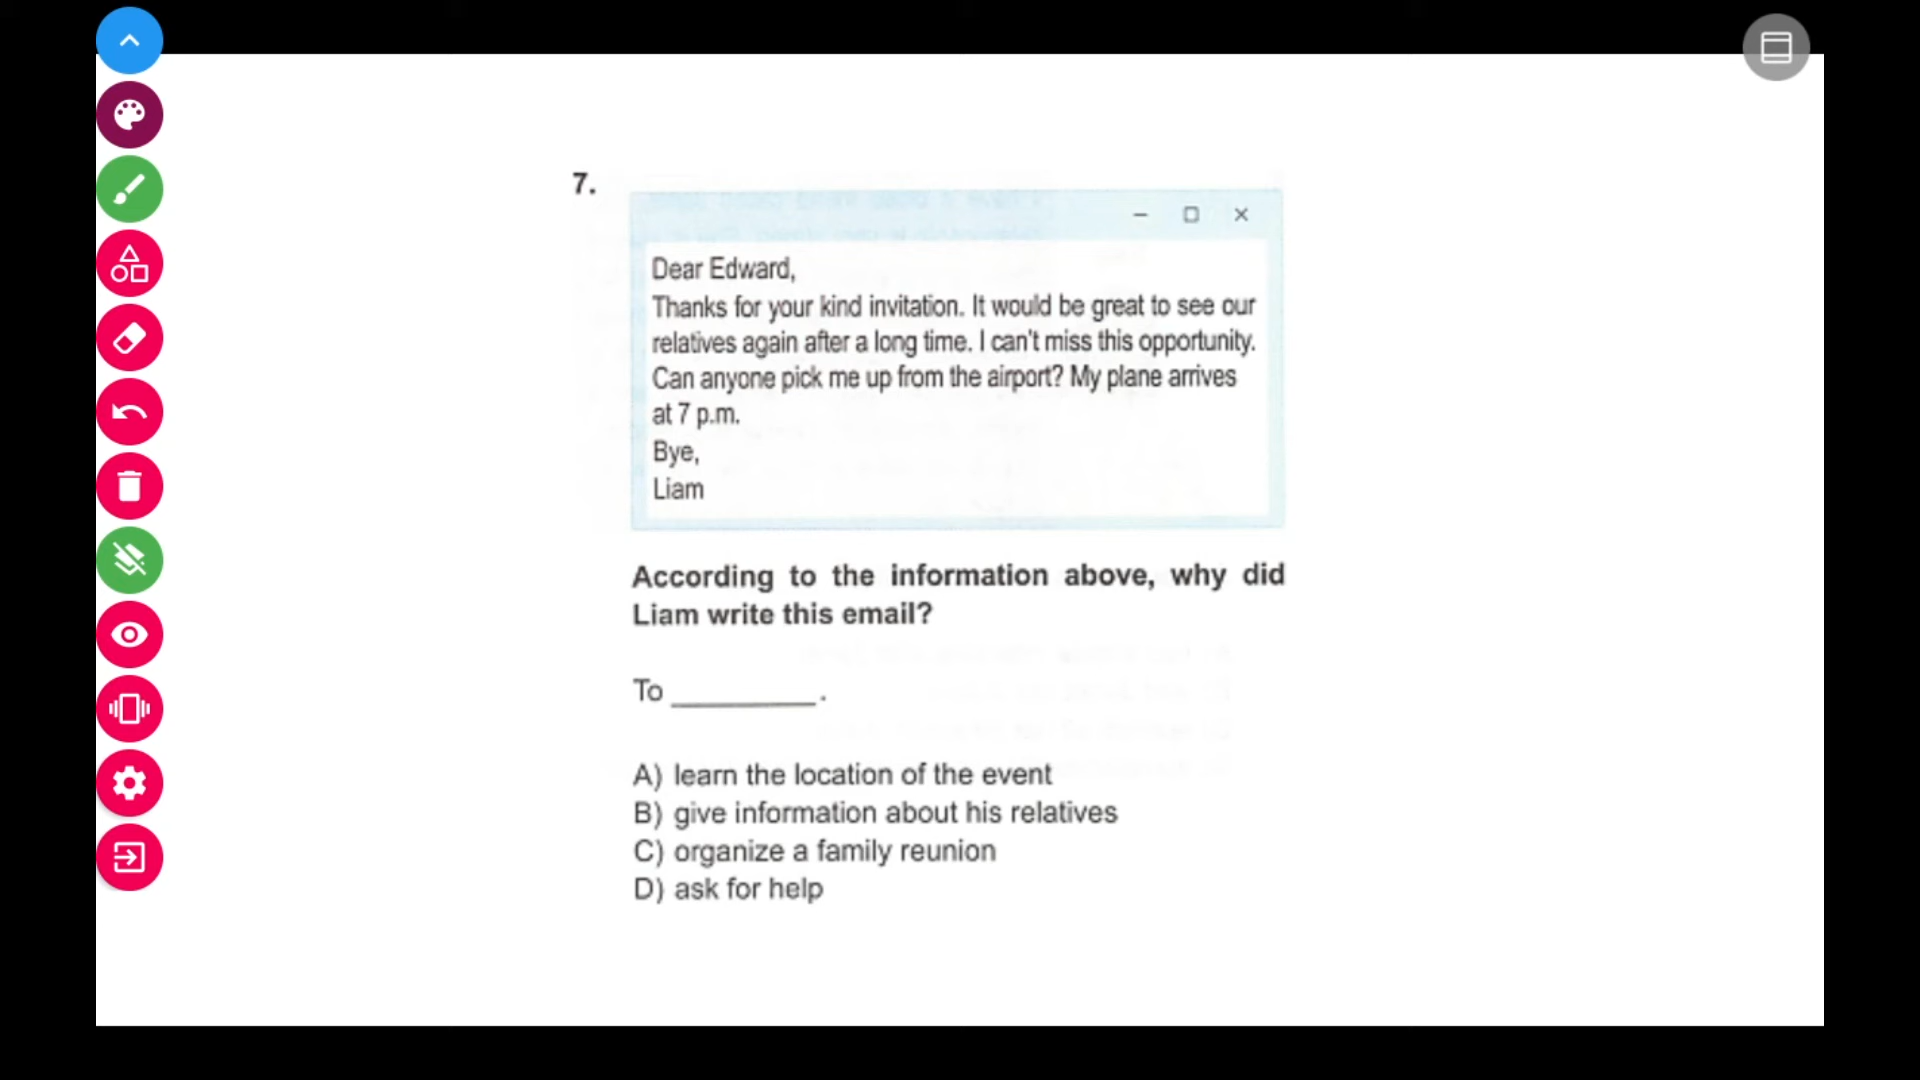 7.
Dear Edward,
Thanks for your kind invitation. It would be great to see our
relatives again after a long time. I can't miss this opportunity.
Can anyone pick me up from the airport? My plane arrives
at 7 p.m.
Bye,
Liam
According to the information above, why did
Liam write this email?
To _________.
A) learn the location of the event
B) give information about his relatives
C) organize a family reunion
D) ask for help